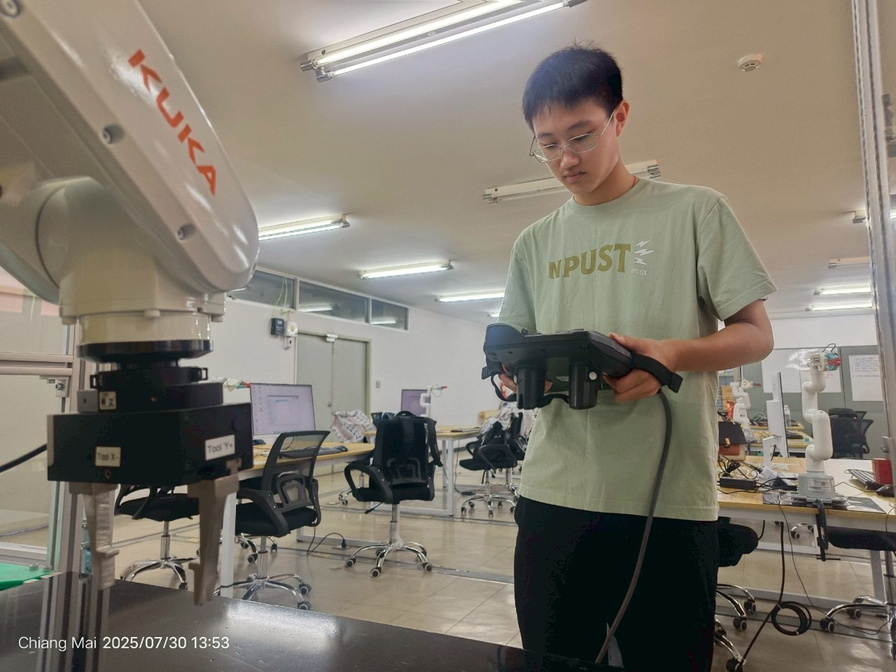 KUKA
NPUST
Tool X-
Tool Y+
Chiang Mai 2025/07/30 13:53